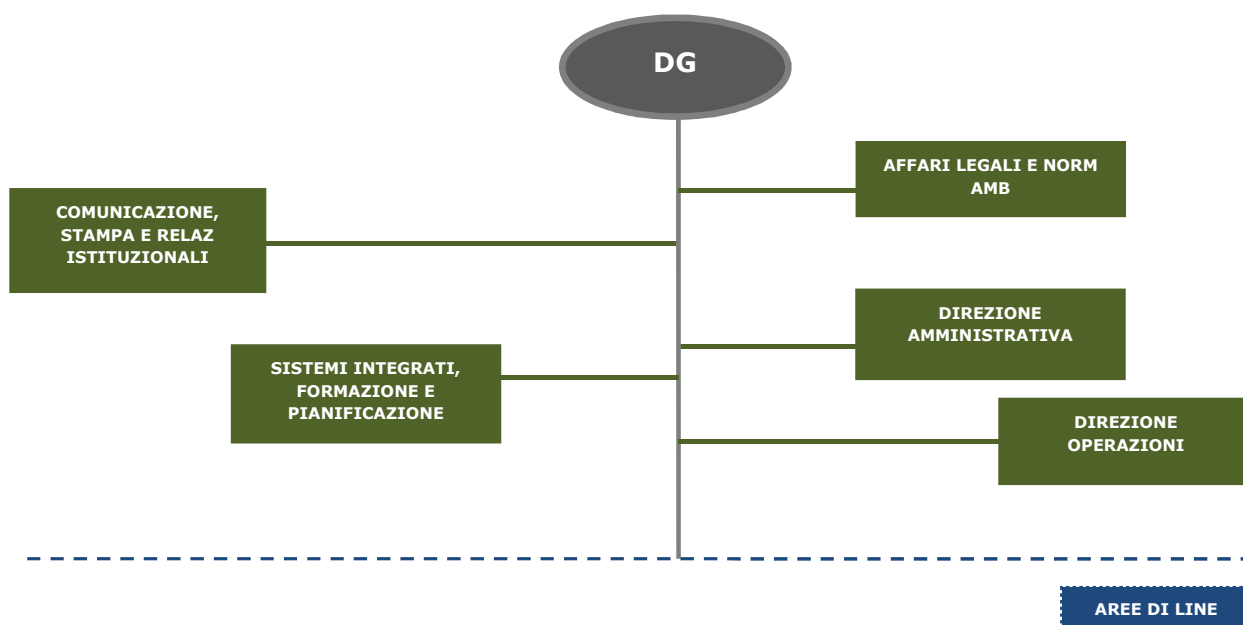 DG
AFFARI LEGALI E NORM
AMB
COMUNICAZIONE,
STAMPA E RELAZ
ISTITUZIONALI
DIREZIONE
AMMINISTRATIVA
SISTEMI INTEGRATI,
FORMAZIONE E
PIANIFICAZIONE
DIREZIONE
OPERAZIONI
AREE DI LINE